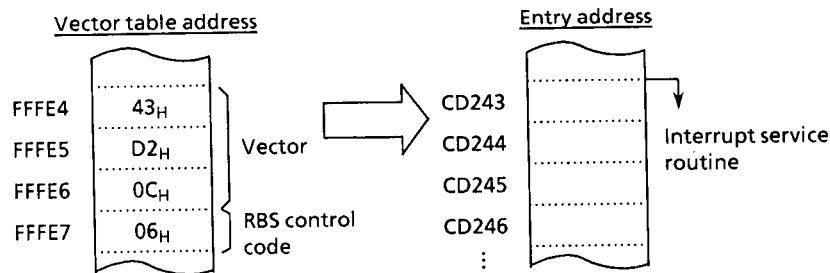 Vector table address
FFFE4 43H
FFFE5 D2H
FFFE6 0CH
FFFE7 06H
Vector
RBS control
code
Entry address
CD243
CD244
CD245
CD246
⋮
Interrupt service
routine